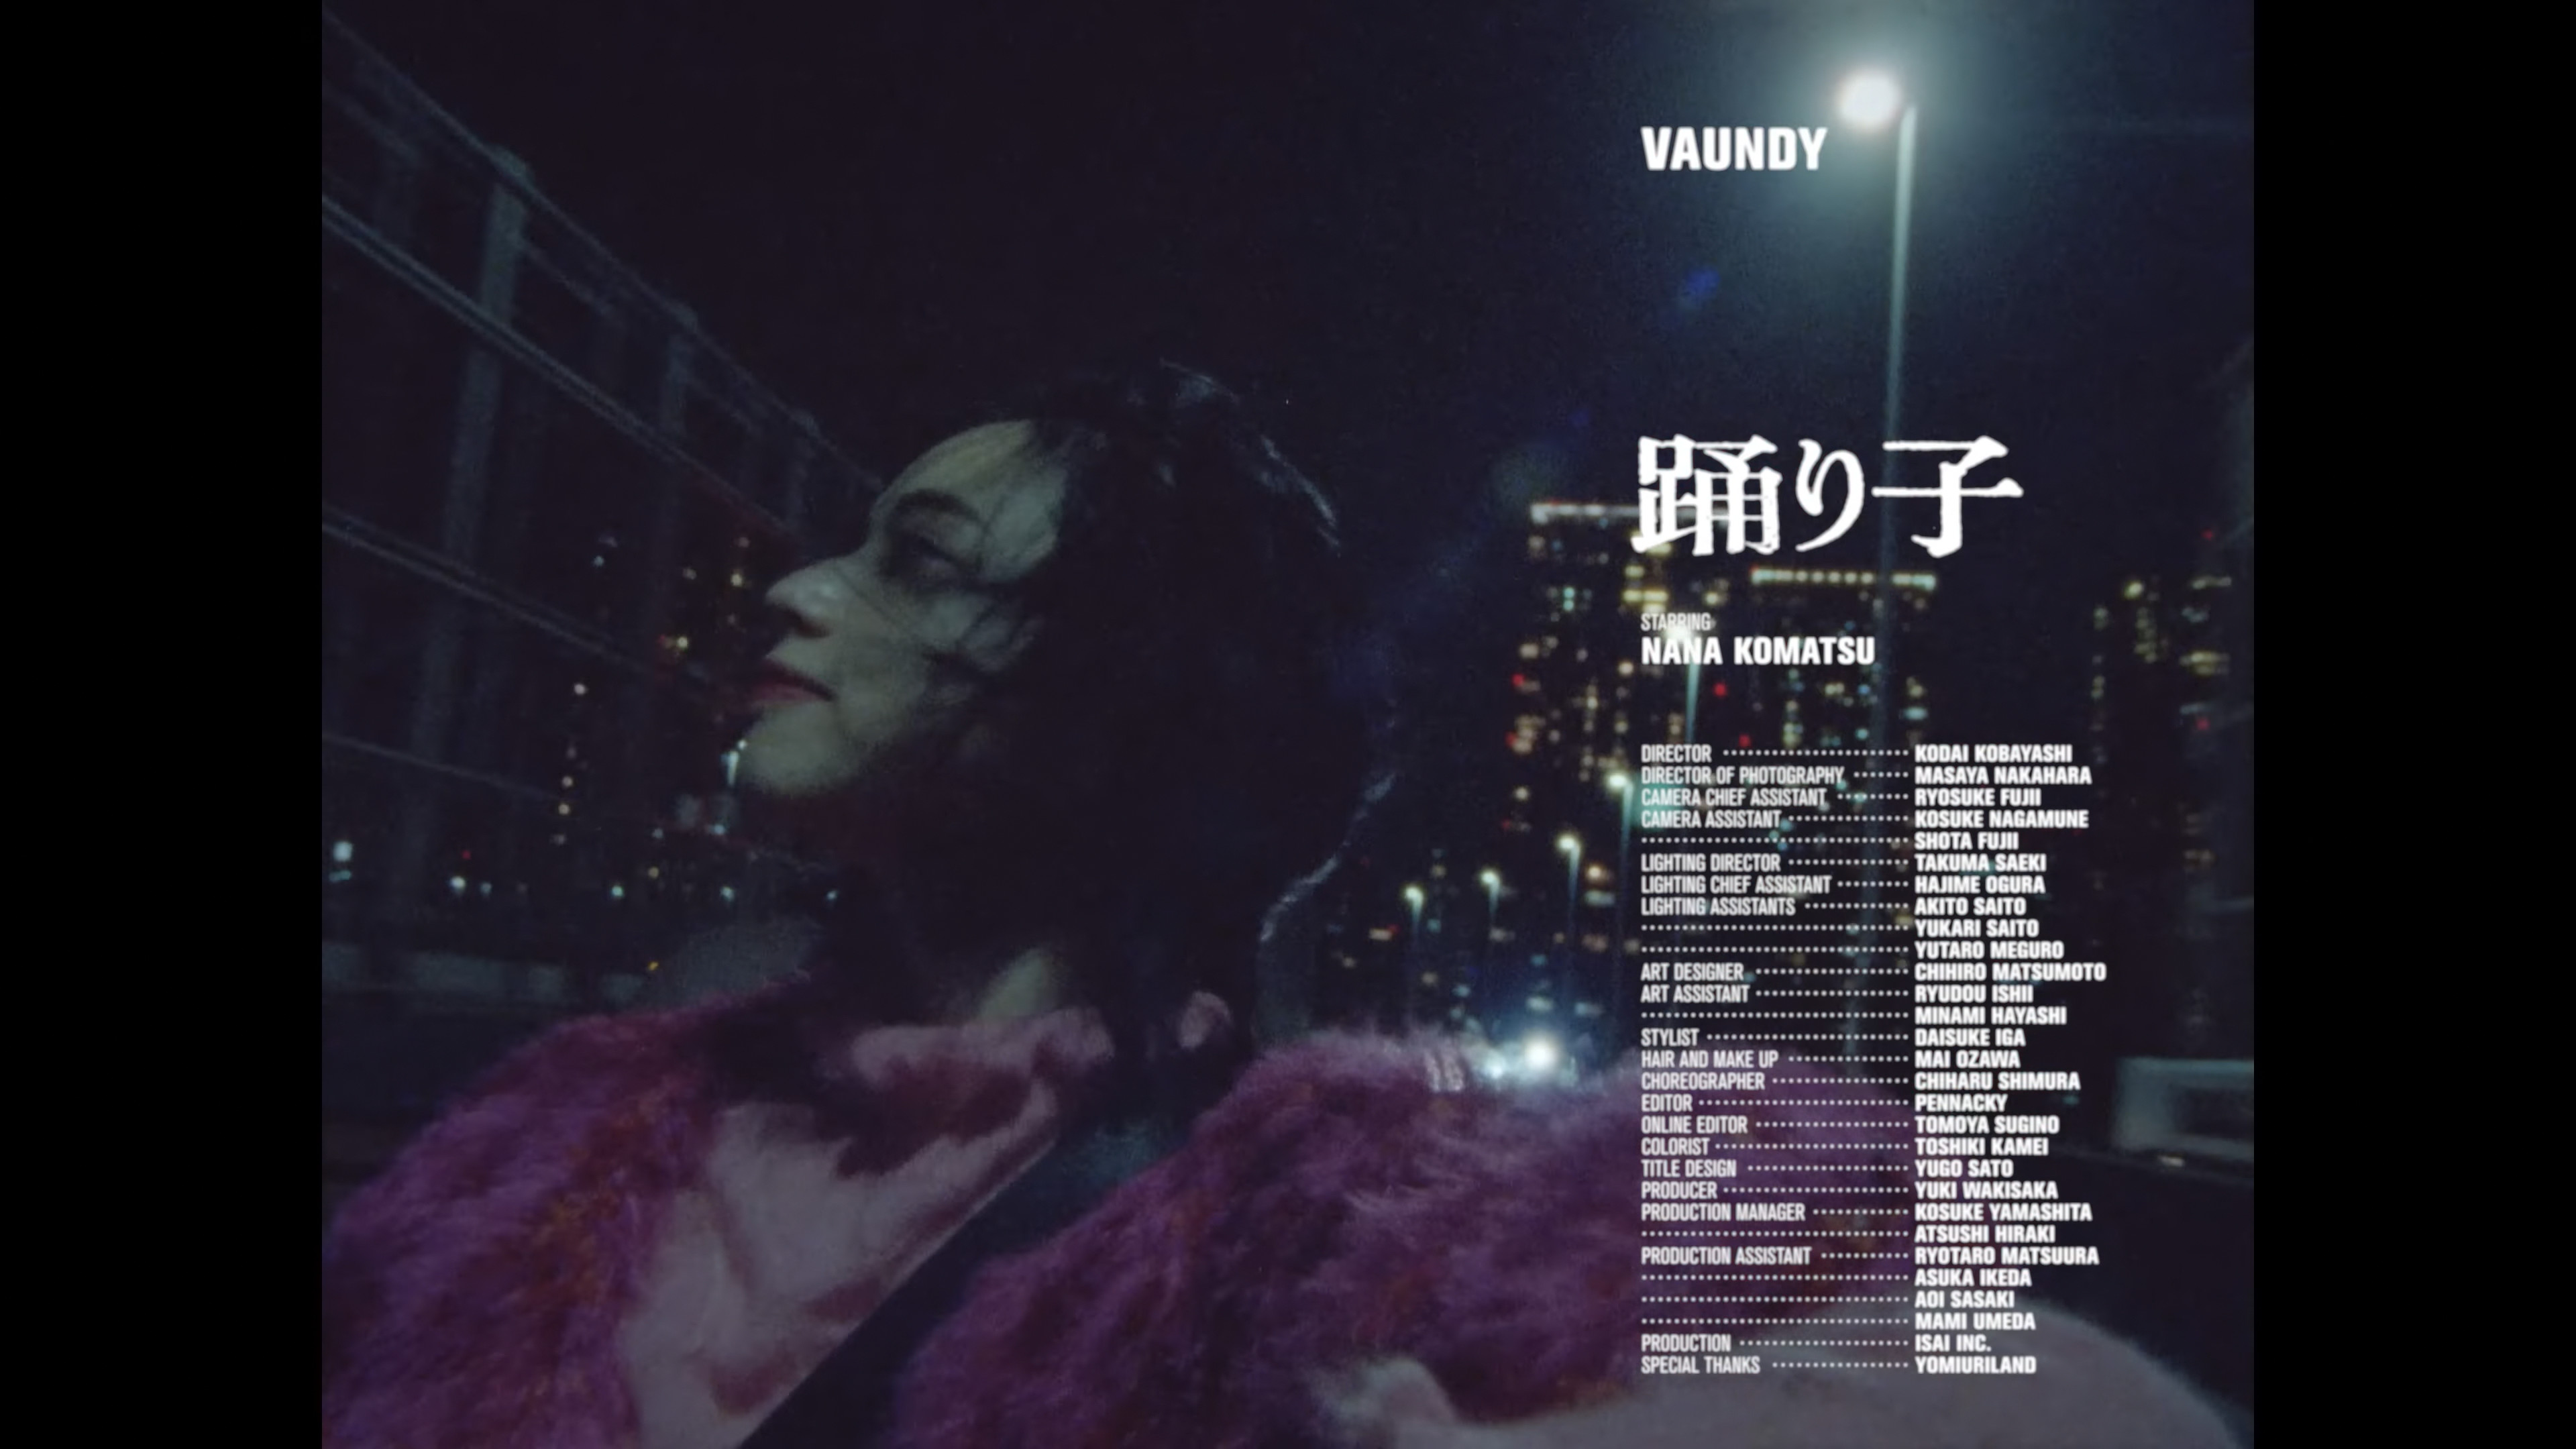 VAUNDY
踊り子
STARRING
NANA KOMATSU
DIRECTOR ························ KODAI KOBAYASHI
DIRECTOR OF PHOTOGRAPHY ······· MASAYA NAKAHARA
CAMERA CHIEF ASSISTANT ········· RYOSUKE FUJII
CAMERA ASSISTANT ··············· KOSUKE NAGAMUNE
·································· SHOTA FUJII
LIGHTING DIRECTOR ··············· TAKUMA SAEKI
LIGHTING CHIEF ASSISTANT ········· HAJIME OGURA
LIGHTING ASSISTANTS ············· AKITO SAITO
·································· YUKARI SAITO
·································· YUTARO MEGURO
ART DESIGNER ··················· CHIHIRO MATSUMOTO
ART ASSISTANT ··················· RYUDOU ISHII
·································· MINAMI HAYASHI
STYLIST ·························· DAISUKE IGA
HAIR AND MAKE UP ··············· MAI OZAWA
CHOREOGRAPHER ················· CHIHARU SHIMURA
EDITOR ·························· PENNACKY
ONLINE EDITOR ··················· TOMOYA SUGINO
COLORIST ························ TOSHIKI KAMEI
TITLE DESIGN ···················· YUGO SATO
PRODUCER ······················· YUKI WAKISAKA
PRODUCTION MANAGER ············ KOSUKE YAMASHITA
·································· ATSUSHI HIRAKI
PRODUCTION ASSISTANT ··········· RYOTARO MATSUURA
·································· ASUKA IKEDA
·································· AOI SASAKI
·································· MAMI UMEDA
PRODUCTION ····················· ISAI INC.
SPECIAL THANKS ················· YOMIURILAND